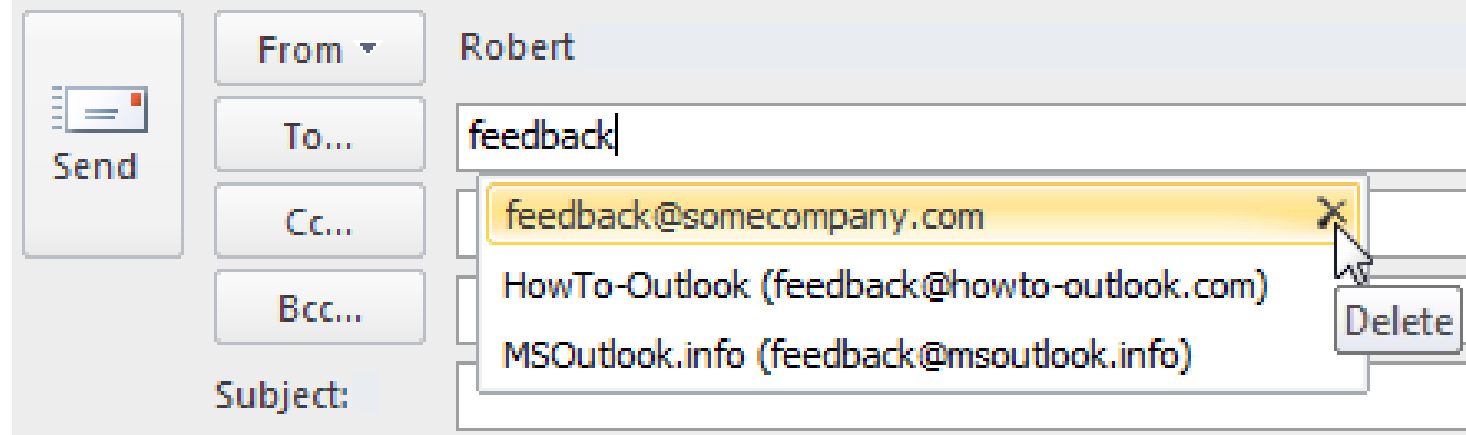 From Robert
To... feedback
Send
Cc... feedback@somecompany.com
HowTo-Outlook (feedback@howto-outlook.com)
Bcc... Delete
MSOutlook.info (feedback@msoutlook.info)
Subject: